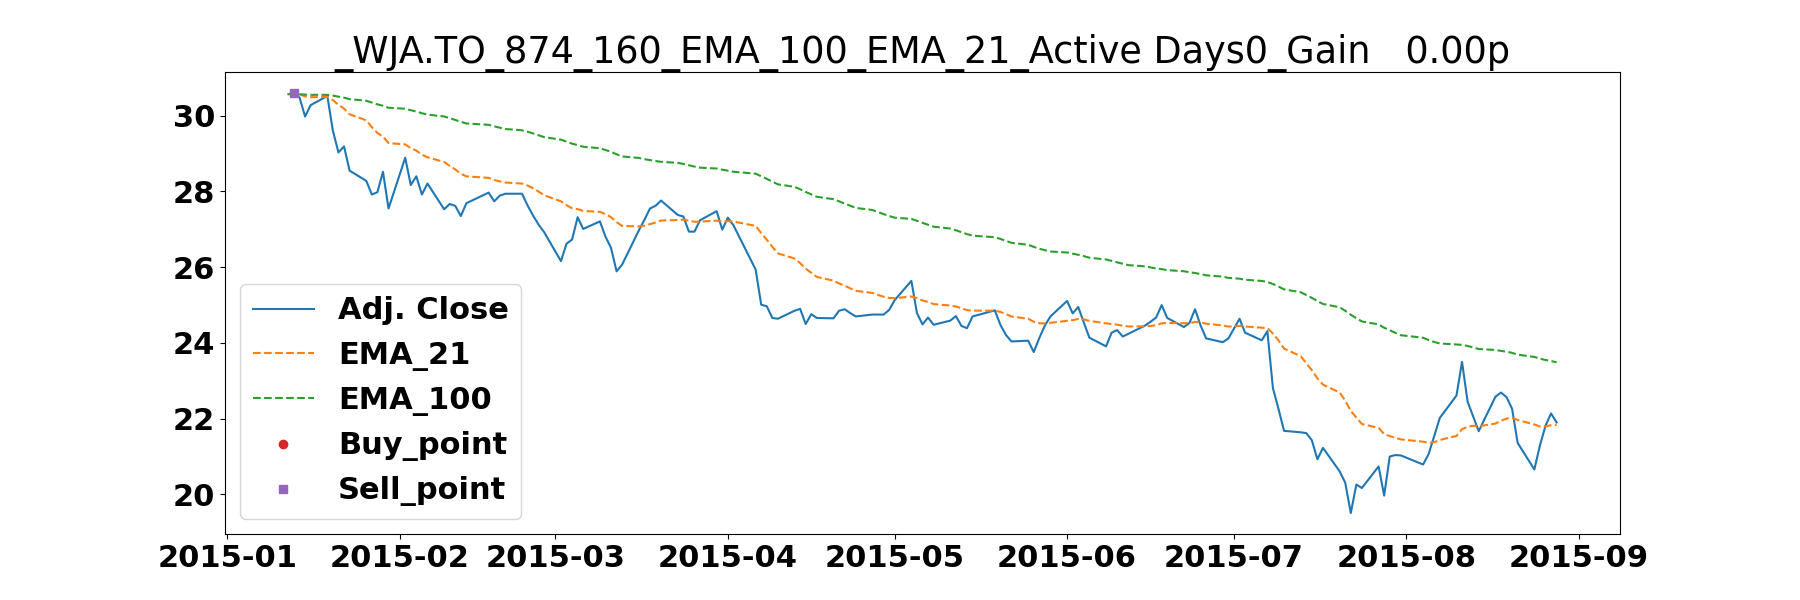 _WJA.TO_874_160_EMA_100_EMA_21_Active Days0_Gain   0.00p
30
28
26
24
22
20
Adj. Close
EMA_21
EMA_100
Buy_point
Sell_point
2015-01 2015-02 2015-03 2015-04 2015-05 2015-06 2015-07 2015-08 2015-09